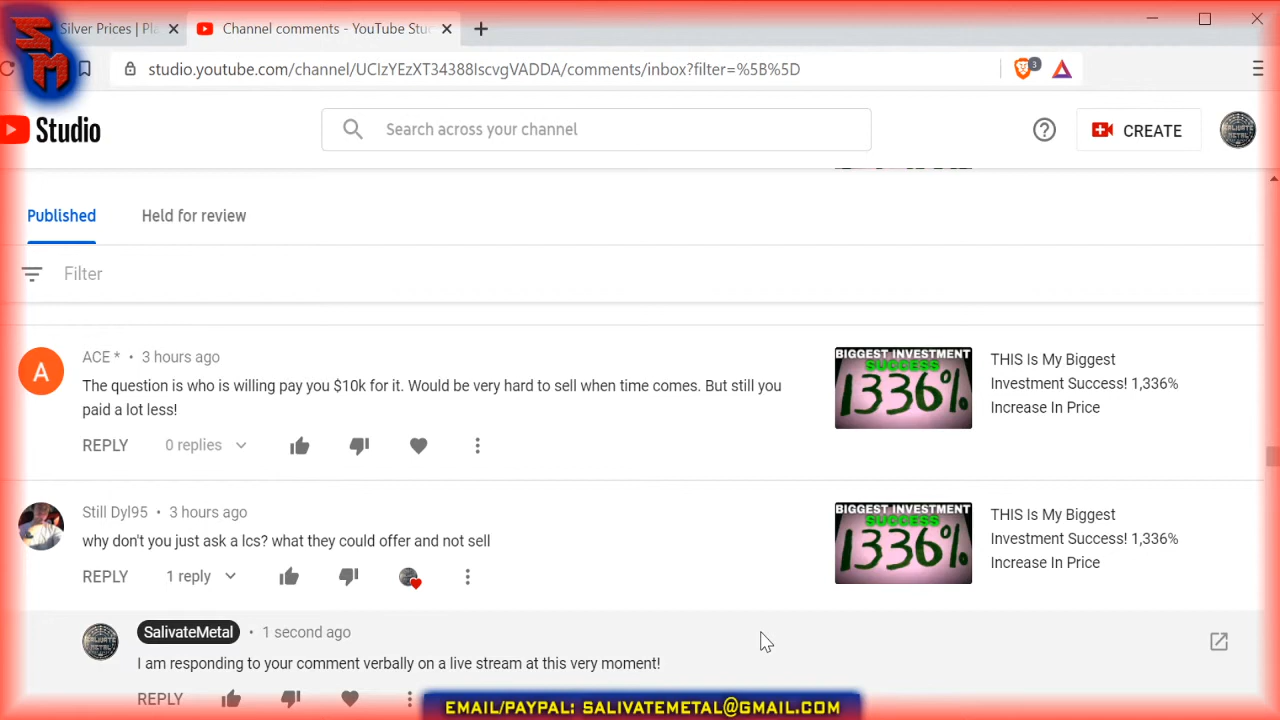 SM
Silver Prices | Pl
Channel comments - YouTube Stu
studio.youtube.com/channel/UCIzYEzXT34388IscvgVADDA/comments/inbox?filter=%5B%5D
3
Studio
Search across your channel
CREATE
Published
Held for review
Filter
ACE * • 3 hours ago
The question is who is willing pay you $10k for it. Would be very hard to sell when time comes. But still you
paid a lot less!
REPLY 0 replies
BIGGEST INVESTMENT
SUCCESS
1336%
THIS Is My Biggest
Investment Success! 1,336%
Increase In Price
A
Still Dyl95 • 3 hours ago
why don't you just ask a lcs? what they could offer and not sell
REPLY 1 reply
BIGGEST INVESTMENT
SUCCESS
1336%
THIS Is My Biggest
Investment Success! 1,336%
Increase In Price
SalivateMetal • 1 second ago
I am responding to your comment verbally on a live stream at this very moment!
REPLY
EMAIL/PAYPAL: SALIVATEMETAL@GMAIL.COM